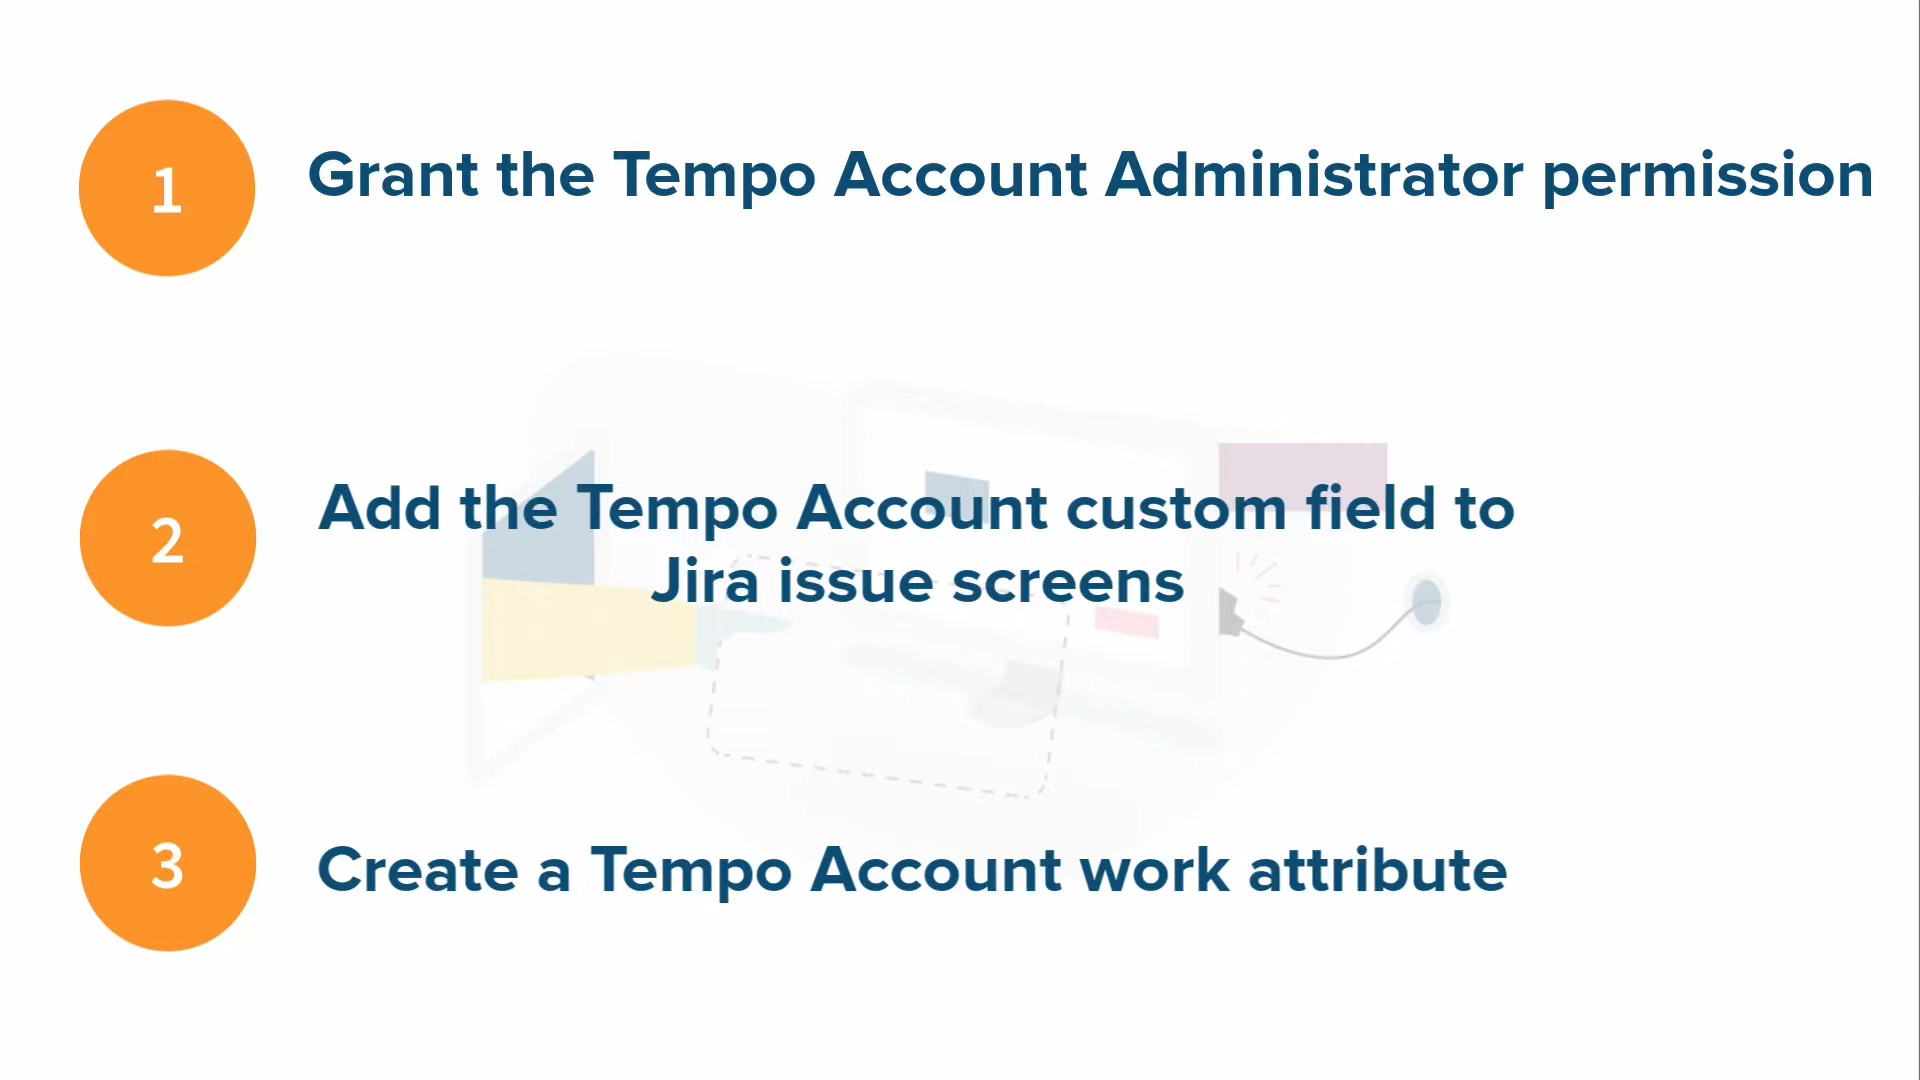 1
Grant the Tempo Account Administrator permission
2
Add the Tempo Account custom field to
Jira issue screens
3
Create a Tempo Account work attribute